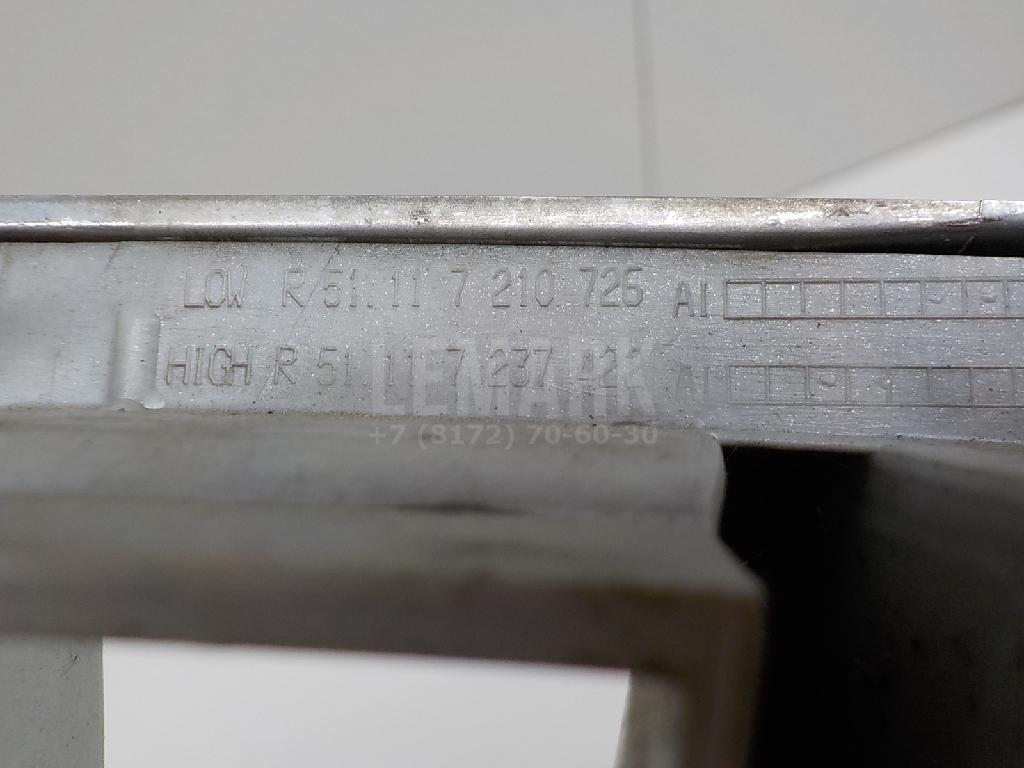 LOW R 51.11 7 210 726 AI
HIGH R 51.11 7 237 422 AI
LEMARK
+7 (8172) 70-60-30